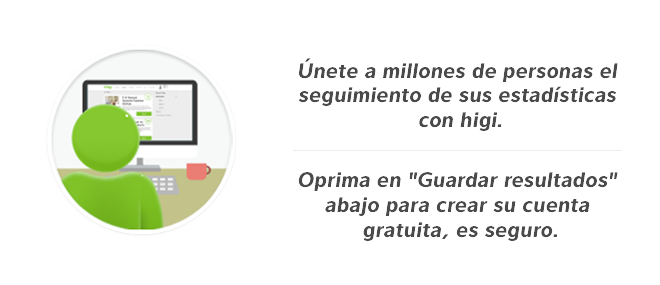 Únete a millones de personas el
seguimiento de sus estadísticas
con higi.
Oprima en "Guardar resultados"
abajo para crear su cuenta
gratuita, es seguro.